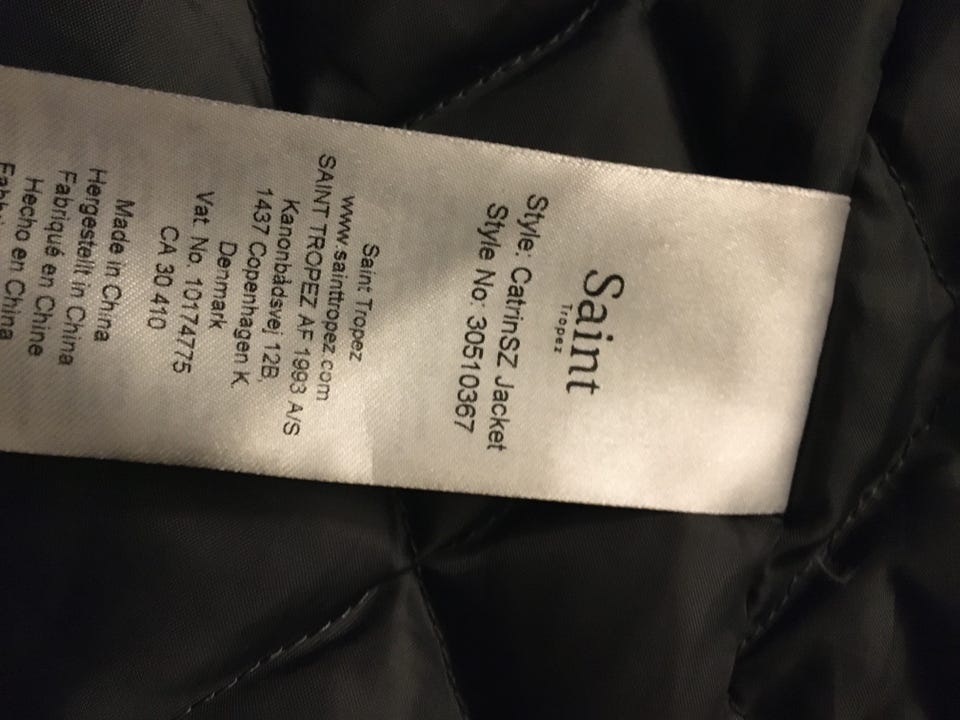 Saint
Tropez
Style: CatrinSZ Jacket
Style No: 30510367
Saint Tropez
www.sainttropez.com
SAINT TROPEZ AF 1993 A/S
Kanonbådsvej 12B,
1437 Copenhagen K,
Denmark
Vat. No. 10174775
CA 30 410
Made in China
Hergestellt in China
Fabriqué en Chine
Hecho en China